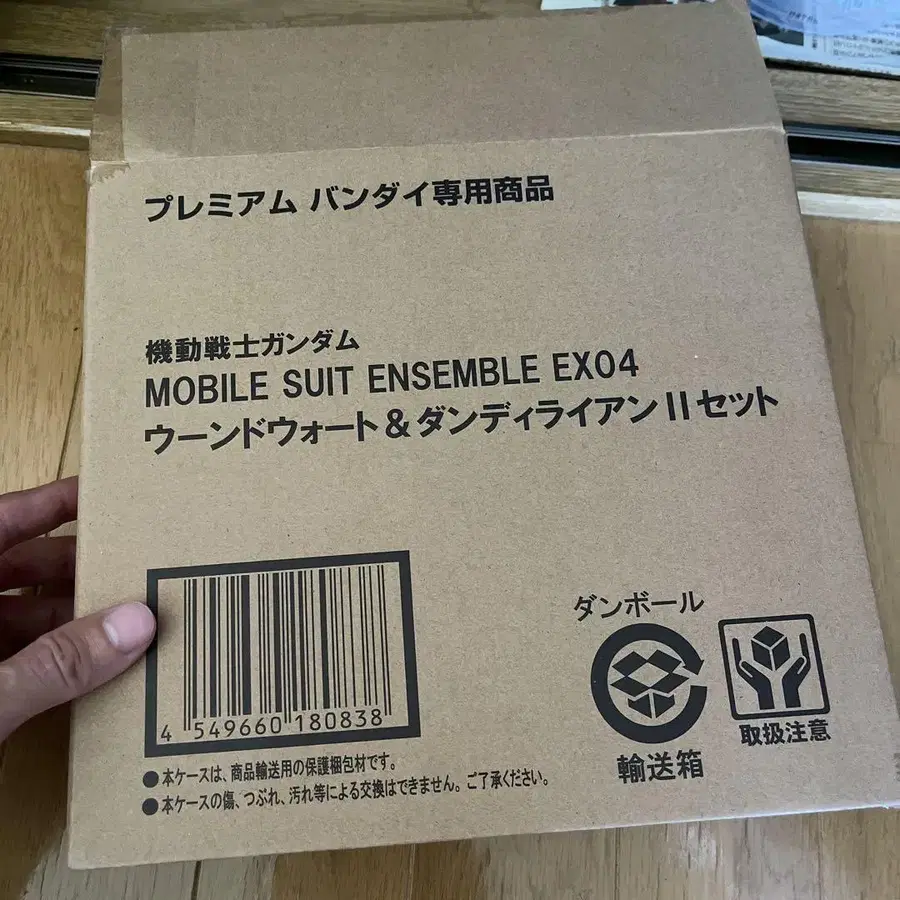 プレミアム バンダイ専用商品
機動戦士ガンダム
MOBILE SUIT ENSEMBLE EX04
ウーンドウォート&ダンディライアンIIセット
4 549660 180838
ダンボール
輸送箱
取扱注意
●本ケースは、商品輸送用の保護梱包材です。
●本ケースの傷、つぶれ、汚れ等による交換はできません。ご了承ください。